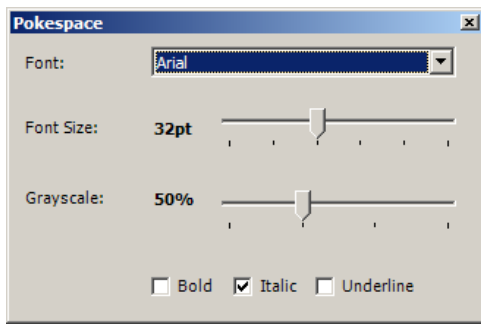 Pokespace
Font: Arial
Font Size: 32pt
Grayscale: 50%
Bold Italic Underline